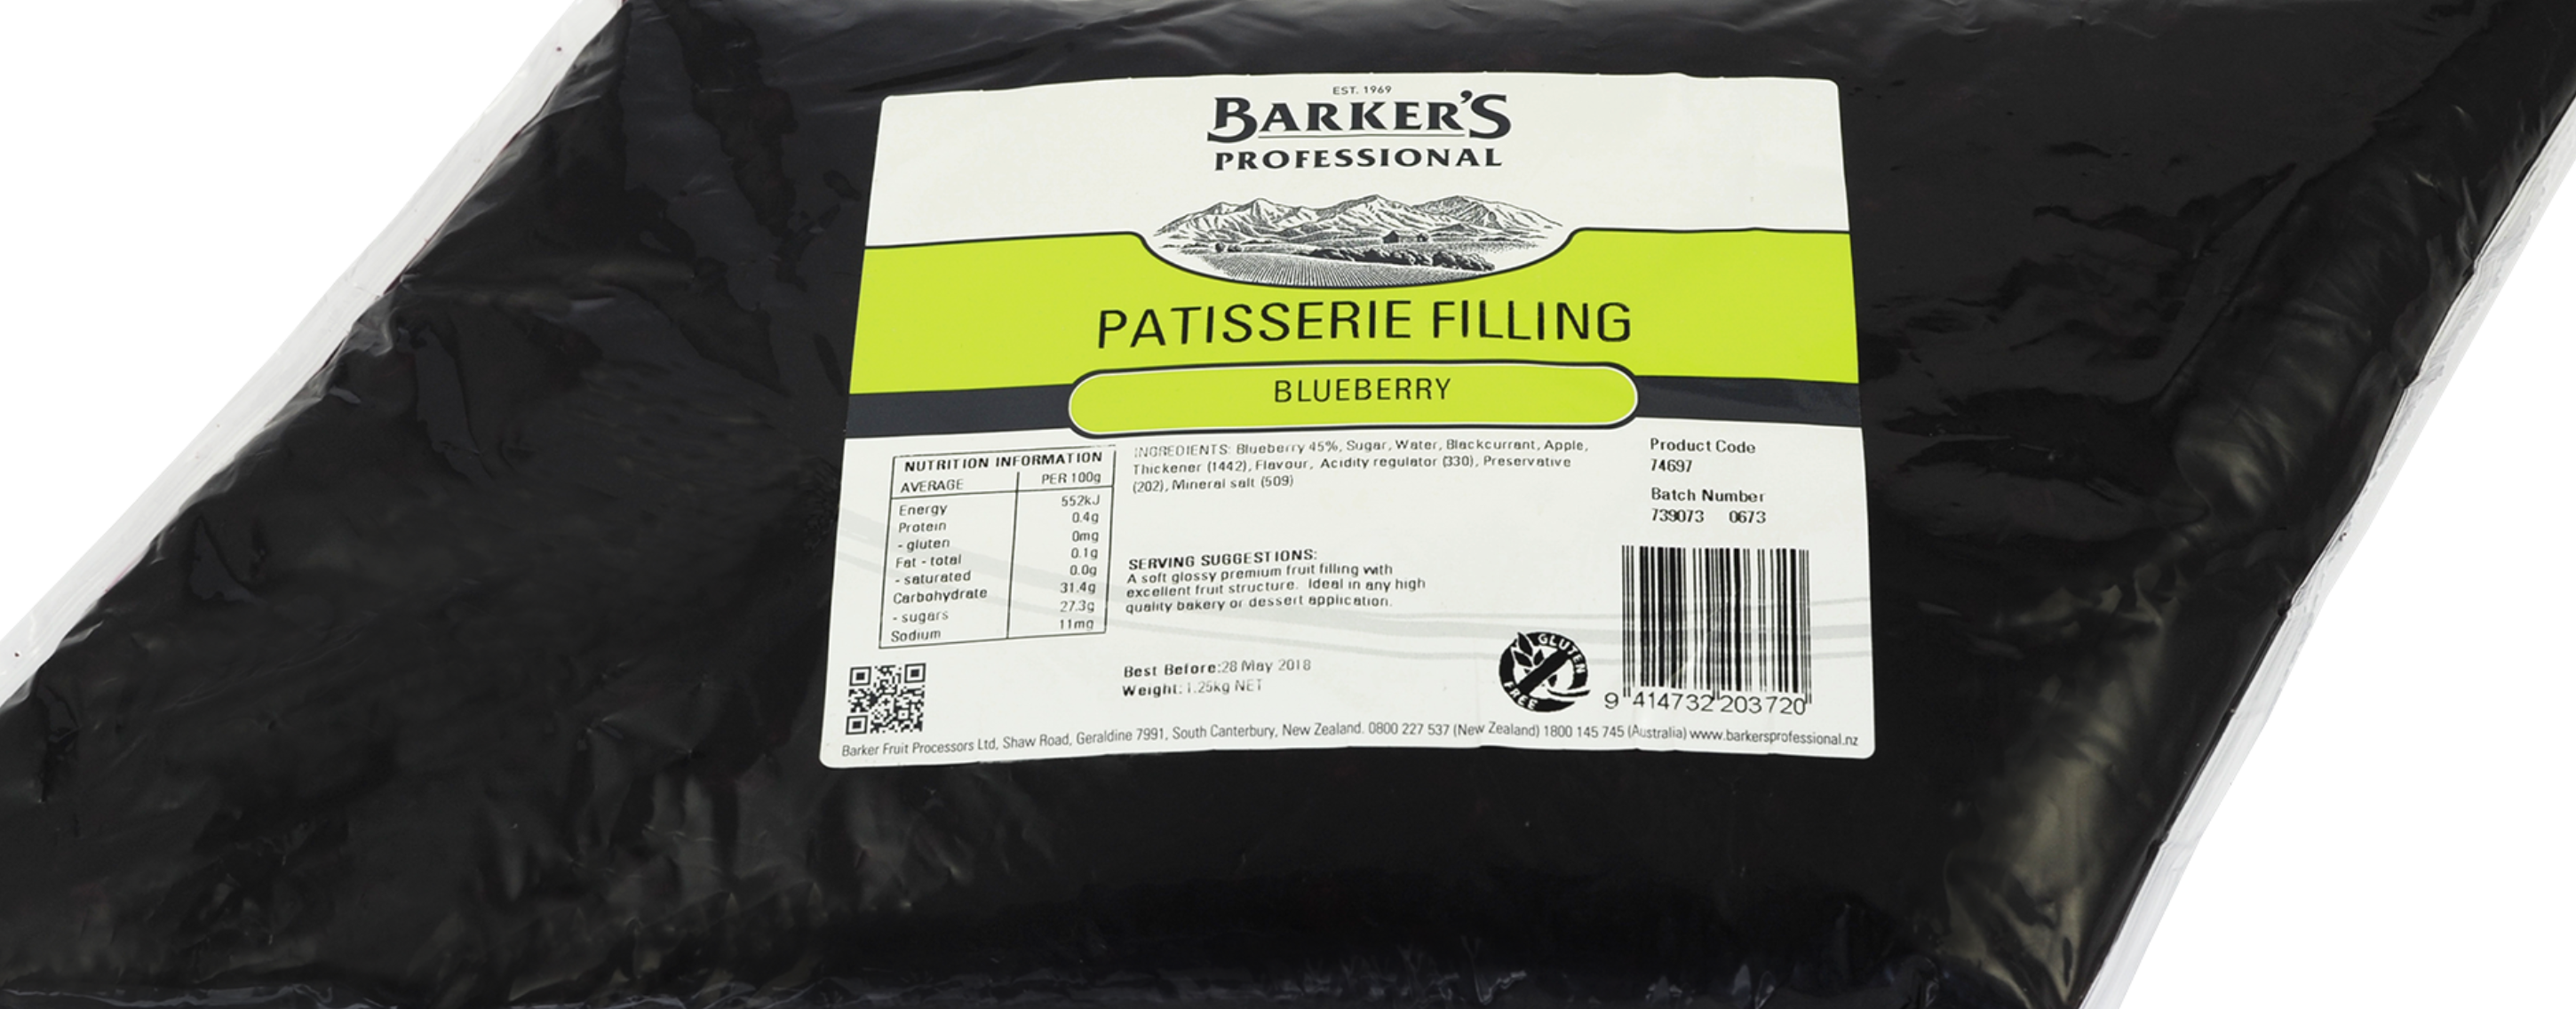 EST. 1969
BARKER'S
PROFESSIONAL
PATISSERIE FILLING
BLUEBERRY
NUTRITION INFORMATION
AVERAGE PER 100g
Energy 552kJ
Protein 0.4g
- gluten 0mg
Fat - total 0.1g
- saturated 0.0g
Carbohydrate 31.4g
- sugars 27.3g
Sodium 11mg
INGREDIENTS: Blueberry 45%, Sugar, Water, Blackcurrant, Apple,
Thickener (1442), Flavour, Acidity regulator (330), Preservative
(202), Mineral salt (509)
SERVING SUGGESTIONS:
A soft glossy premium fruit filling with
excellent fruit structure. Ideal in any high
quality bakery or dessert application.
Best Before:28 May 2018
Weight: 1.25kg NET
Product Code
74697
Batch Number
739073 0673
GLUTEN
FREE
9 414732 203720
Barker Fruit Processors Ltd, Shaw Road, Geraldine 7991, South Canterbury, New Zealand. 0800 227 537 (New Zealand) 1800 145 745 (Australia) www.barkersprofessional.nz